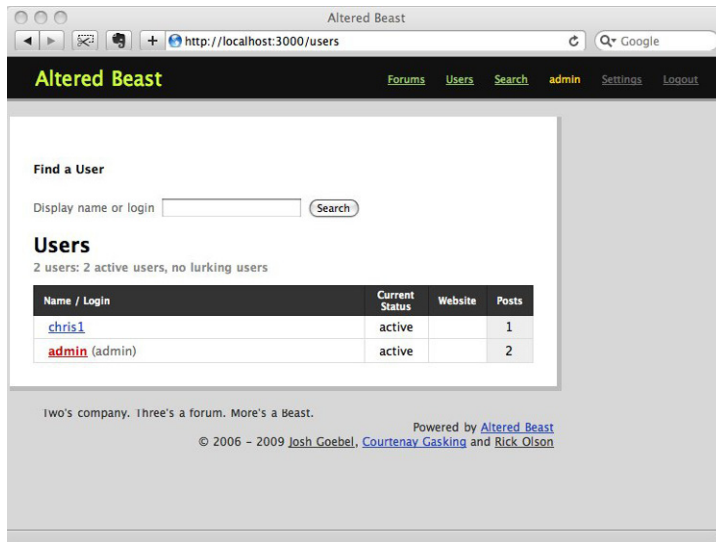 Altered Beast
http://localhost:3000/users
Google
Altered Beast
Forums Users Search admin Settings Logout
Find a User
Display name or login Search
Users
2 users: 2 active users, no lurking users
Name / Login Current Status Website Posts
chris1 active 1
admin (admin) active 2
Two's company. Three's a forum. More's a Beast.
Powered by Altered Beast
© 2006 – 2009 Josh Goebel, Courtenay Gasking and Rick Olson